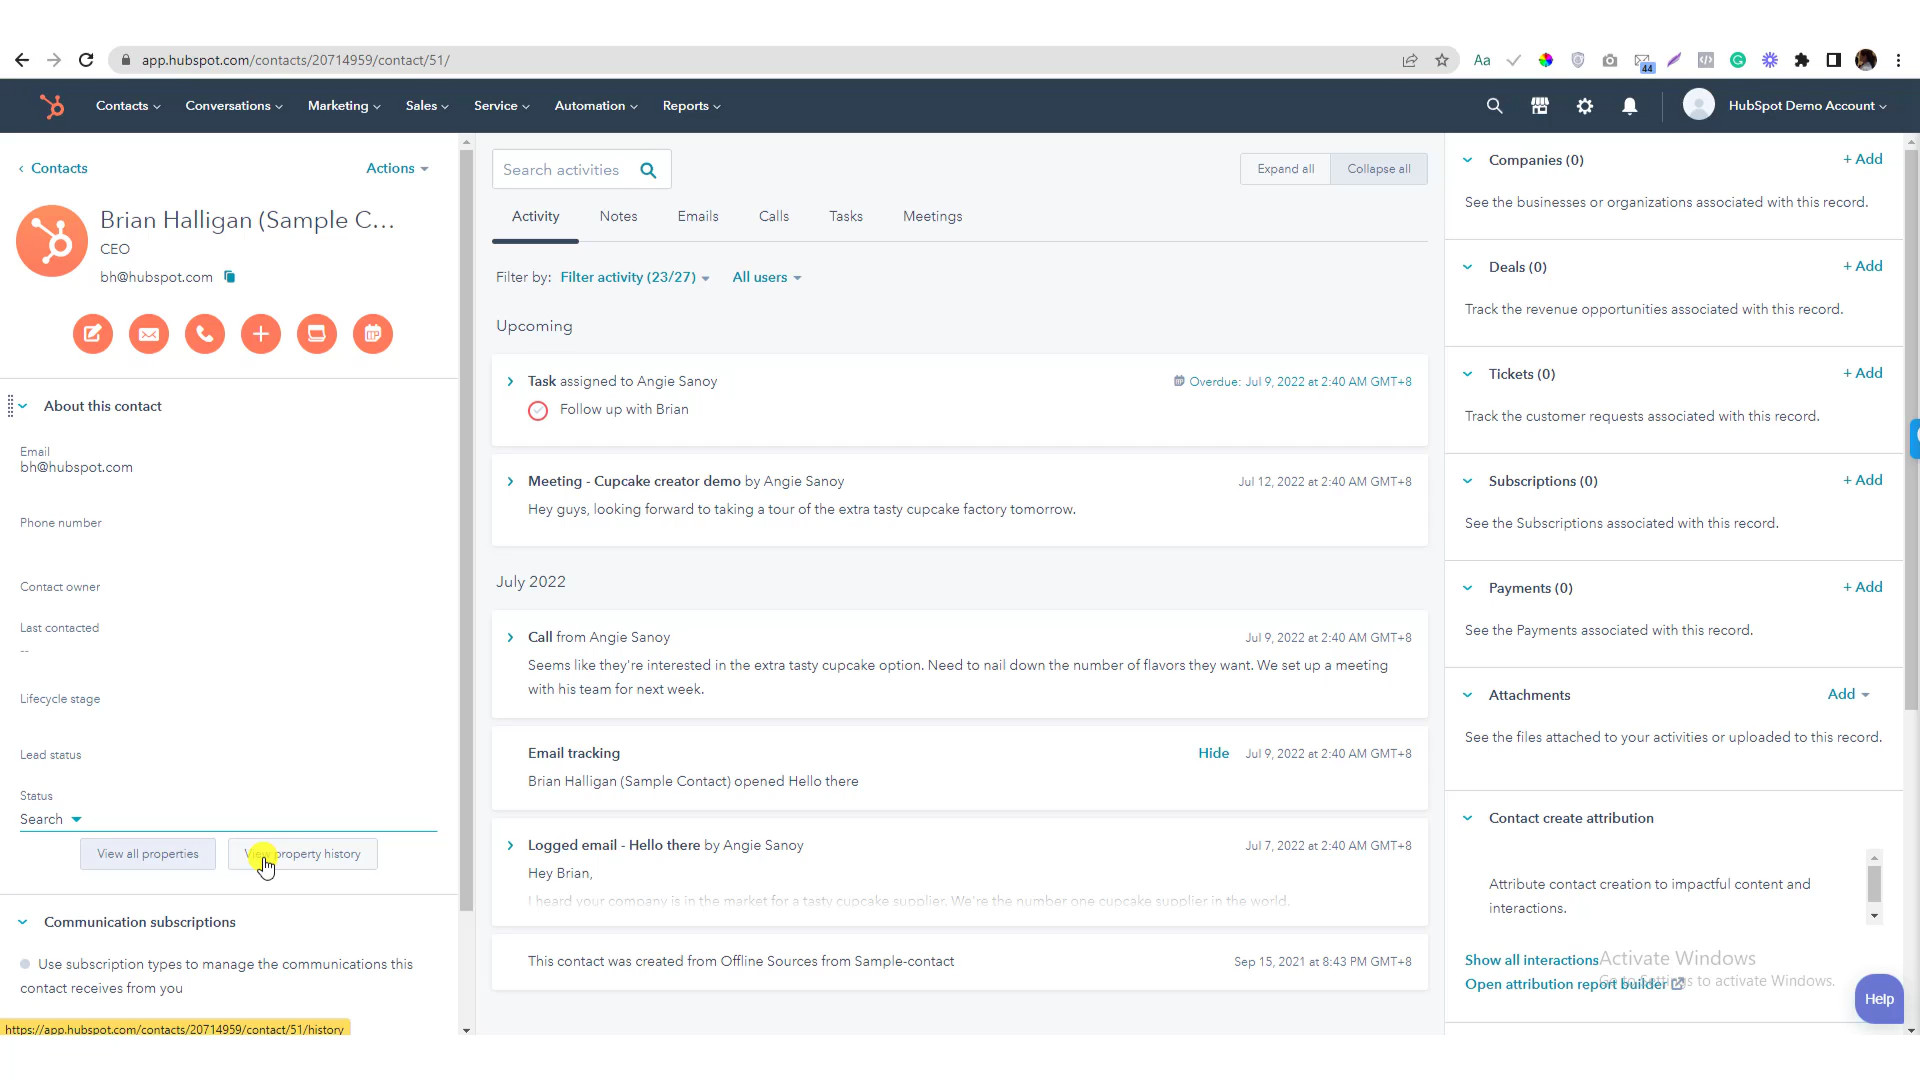 app.hubspot.com/contacts/20714959/contact/51/
Aa
44
Contacts
Conversations
Marketing
Sales
Service
Automation
Reports
HubSpot Demo Account
Contacts
Actions
Brian Halligan (Sample C...
CEO
bh@hubspot.com
About this contact
Email
bh@hubspot.com
Phone number
Contact owner
Last contacted
--
Lifecycle stage
Lead status
Status
Search
View all properties
View property history
Communication subscriptions
Use subscription types to manage the communications this
contact receives from you
https://app.hubspot.com/contacts/20714959/contact/51/history
Search activities
Expand all
Collapse all
Activity
Notes
Emails
Calls
Tasks
Meetings
Filter by: Filter activity (23/27) All users
Upcoming
Task assigned to Angie Sanoy
Overdue: Jul 9, 2022 at 2:40 AM GMT+8
Follow up with Brian
Meeting - Cupcake creator demo by Angie Sanoy
Jul 12, 2022 at 2:40 AM GMT+8
Hey guys, looking forward to taking a tour of the extra tasty cupcake factory tomorrow.
July 2022
Call from Angie Sanoy
Jul 9, 2022 at 2:40 AM GMT+8
Seems like they're interested in the extra tasty cupcake option. Need to nail down the number of flavors they want. We set up a meeting
with his team for next week.
Email tracking
Hide
Jul 9, 2022 at 2:40 AM GMT+8
Brian Halligan (Sample Contact) opened Hello there
Logged email - Hello there by Angie Sanoy
Jul 7, 2022 at 2:40 AM GMT+8
Hey Brian,
I heard your company is in the market for a tasty cupcake supplier. We're the number one cupcake supplier in the world.
This contact was created from Offline Sources from Sample-contact
Sep 15, 2021 at 8:43 PM GMT+8
Companies (0)
+ Add
See the businesses or organizations associated with this record.
Deals (0)
+ Add
Track the revenue opportunities associated with this record.
Tickets (0)
+ Add
Track the customer requests associated with this record.
Subscriptions (0)
+ Add
See the Subscriptions associated with this record.
Payments (0)
+ Add
See the Payments associated with this record.
Attachments
Add
See the files attached to your activities or uploaded to this record.
Contact create attribution
Attribute contact creation to impactful content and
interactions.
Show all interactions
Open attribution report builder
Activate Windows
Go to Settings to activate Windows.
Help